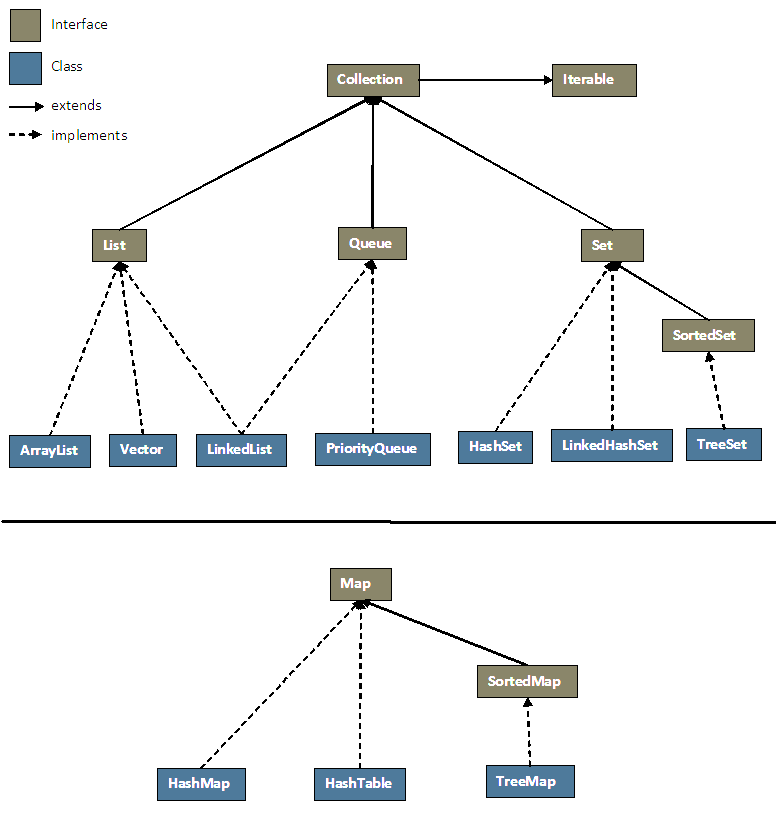 Interface
Class
extends
implements
Collection
Iterable
List
Queue
Set
SortedSet
ArrayList
Vector
LinkedList
PriorityQueue
HashSet
LinkedHashSet
TreeSet
Map
SortedMap
HashMap
HashTable
TreeMap